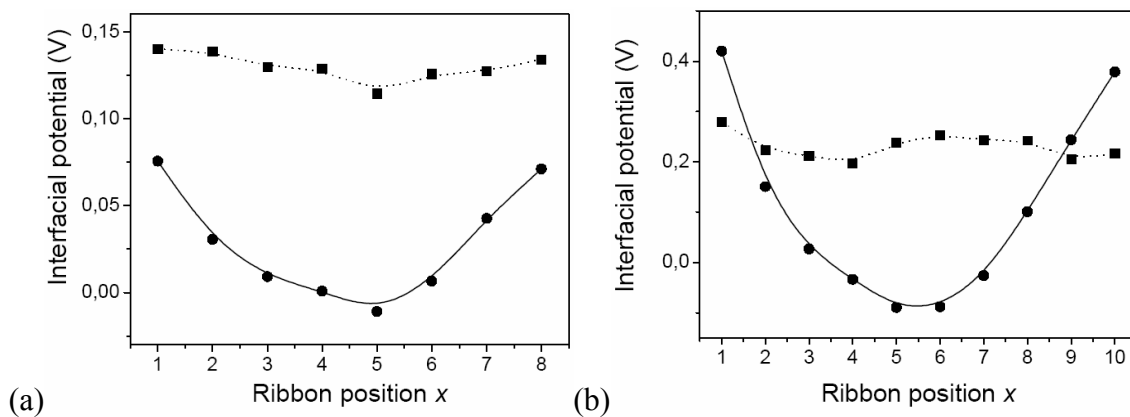 0,15
0,10
0,05
0,00
Interfacial potential (V)
1 2 3 4 5 6 7 8
Ribbon position x
(a)
0,4
0,2
0,0
Interfacial potential (V)
1 2 3 4 5 6 7 8 9 10
Ribbon position x
(b)